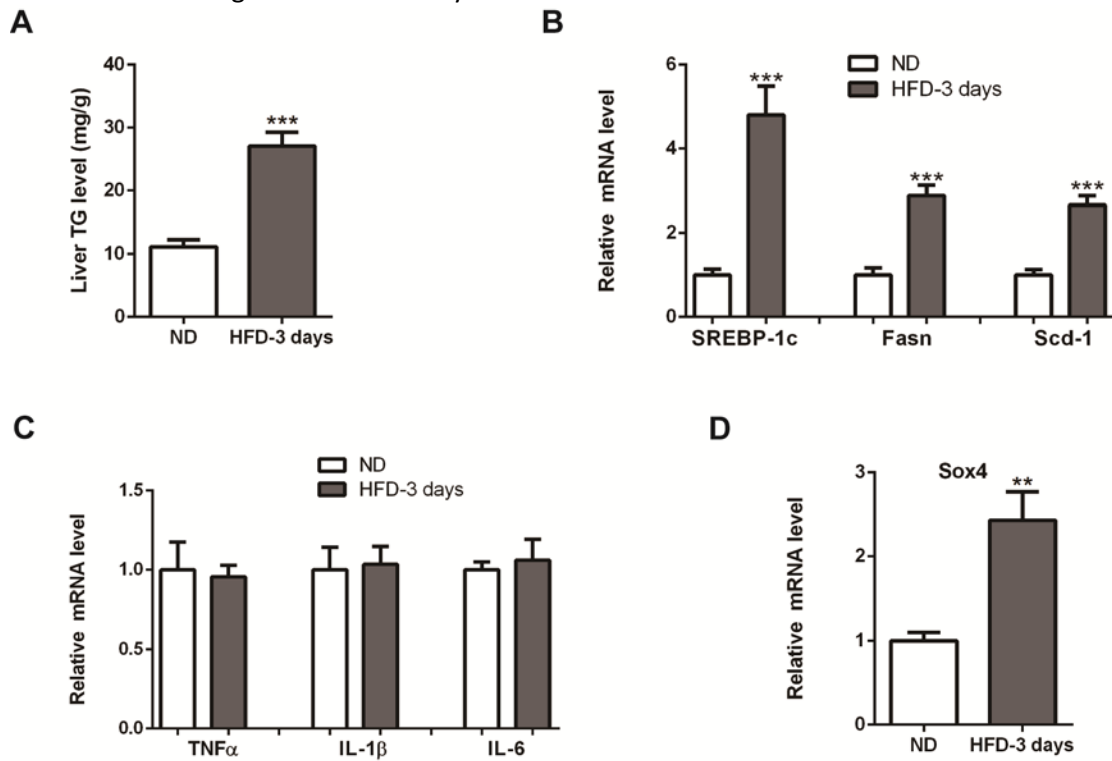 A
Liver TG level (mg/g)
40
30
20
10
0
***
ND
HFD-3 days
B
Relative mRNA level
6
4
2
0
ND
HFD-3 days
***
***
***
SREBP-1c
Fasn
Scd-1
C
Relative mRNA level
ND
HFD-3 days
1.5
1.0
0.5
0.0
TNFα
IL-1β
IL-6
D
Relative mRNA level
Sox4
3
2
1
0
**
ND
HFD-3 days